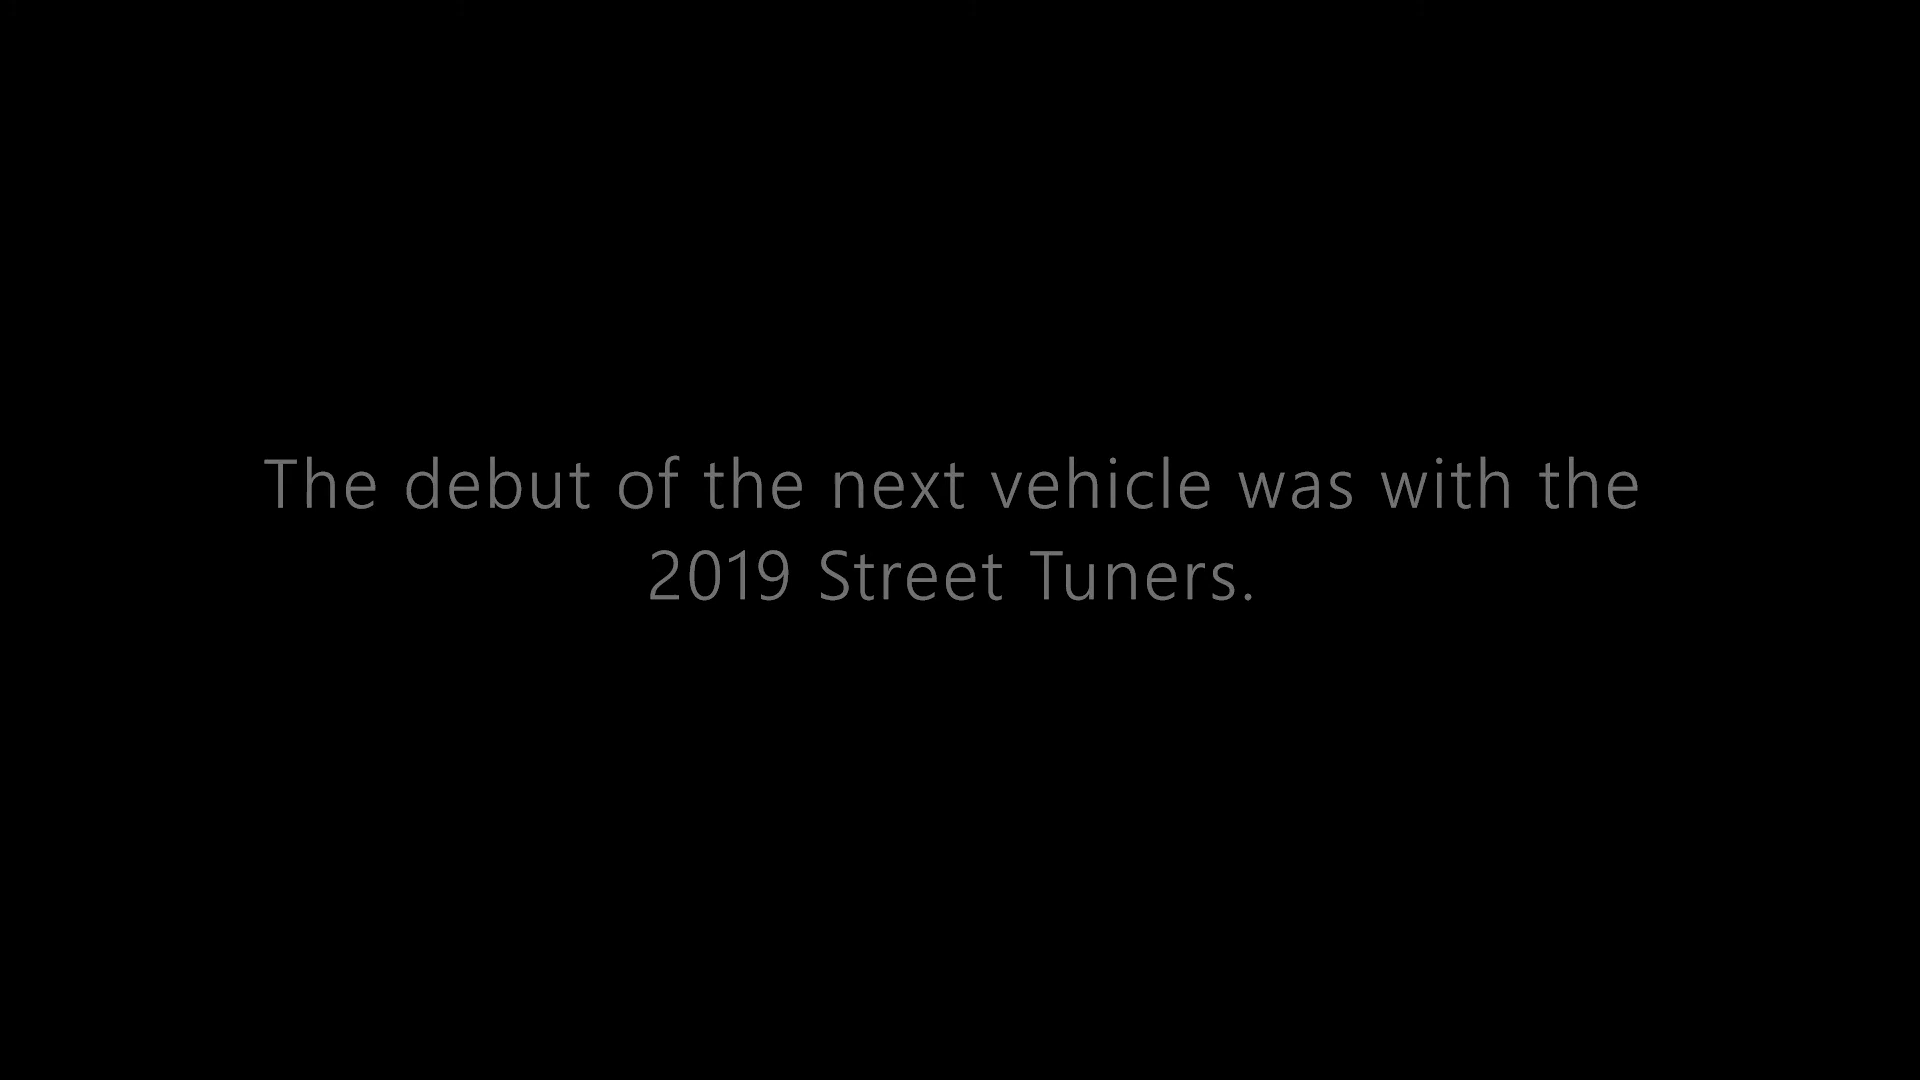 The debut of the next vehicle was with the
2019 Street Tuners.